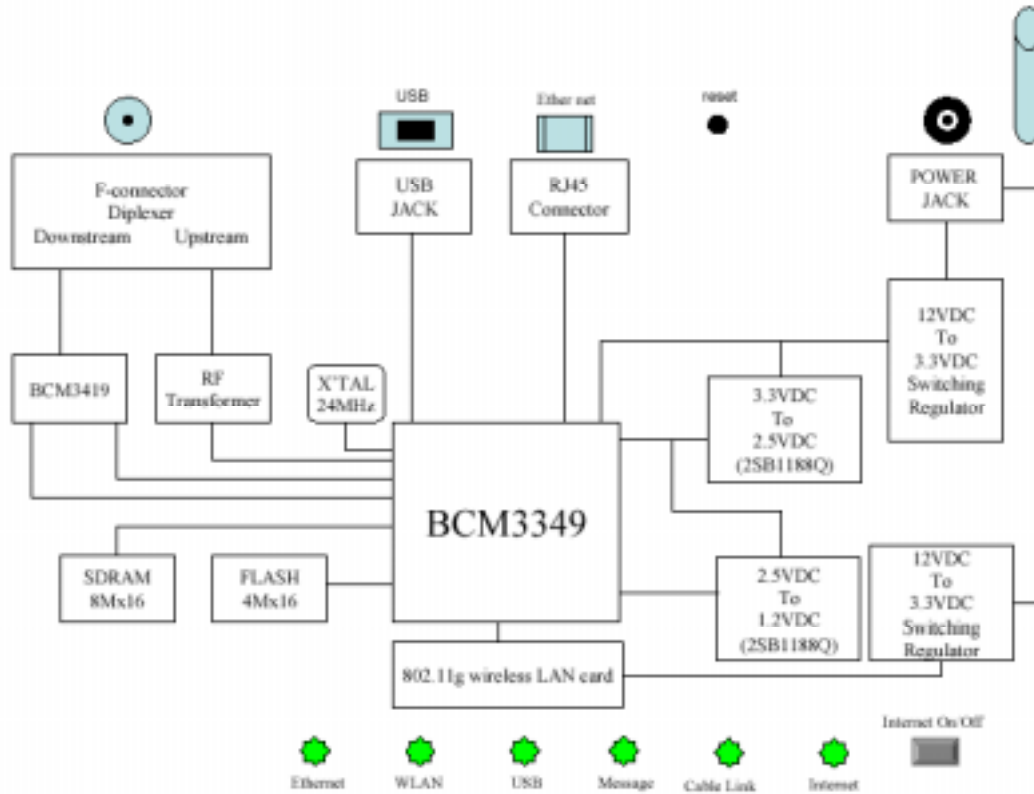 USB
Ether net
reset
F-connector
Diplexer
Downstream Upstream
USB
JACK
RJ45
Connector
POWER
JACK
12VDC
To
3.3VDC
Switching
Regulator
BCM3419
RF
Transformer
X'TAL
24MHz
3.3VDC
To
2.5VDC
(2SB1188Q)
BCM3349
SDRAM
8Mx16
FLASH
4Mx16
2.5VDC
To
1.2VDC
(2SB1188Q)
12VDC
To
3.3VDC
Switching
Regulator
802.11g wireless LAN card
Internet On/Off
Ethernet
WLAN
USB
Message
Cable Link
Internet